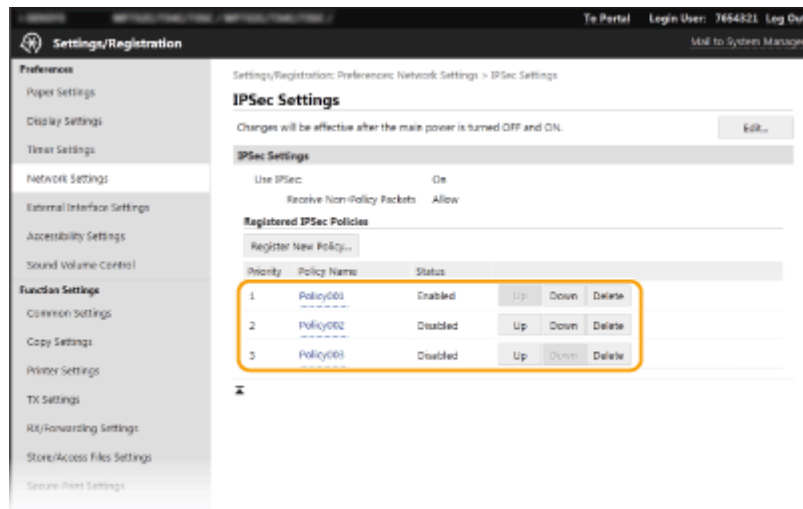 To Portal Login User: 7654321 Log Ou
Settings/Registration
Mail to System Manage
Preferences
Paper Settings
Display Settings
Timer Settings
Network Settings
External Interface Settings
Accessibility Settings
Sound Volume Control
Function Settings
Common Settings
Copy Settings
Printer Settings
TX Settings
RX/Forwarding Settings
Store/Access Files Settings
Secure Print Settings
Settings/Registration: Preferences: Network Settings > IPSec Settings
IPSec Settings
Changes will be effective after the main power is turned OFF and ON.
Edit...
IPSec Settings
Use IPSec: On
Receive Non-Policy Packets Allow
Registered IPSec Policies
Register New Policy...
Priority Policy Name Status
1 Policy001 Enabled Up Down Delete
2 Policy002 Disabled Up Down Delete
3 Policy003 Disabled Up Down Delete